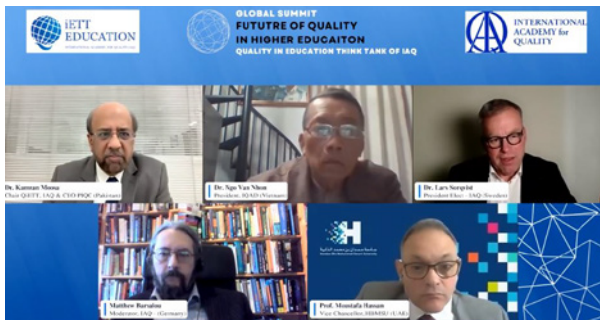 iETT
EDUCATION
GLOBAL SUMMIT
FUTUTRE OF QUALITY
IN HIGHER EDUCAITON
QUALITY IN EDUCATION THINK TANK OF IAQ
INTERNATIONAL
ACADEMY for
QUALITY
Dr. Kamran Moosa
Chair QiETT, IAQ & CEO PIQC (Pakistan)
Dr. Ngo Van Nhon
President, IQAD (Vietnam)
Dr. Lars Sorqvist
President Elect - IAQ (Sweden)
H
Matthew Barsalou
Moderator, IAQ - (Germany)
Prof. Moustafa Hassan
Vice Chancellor, HBMSU (UAE)